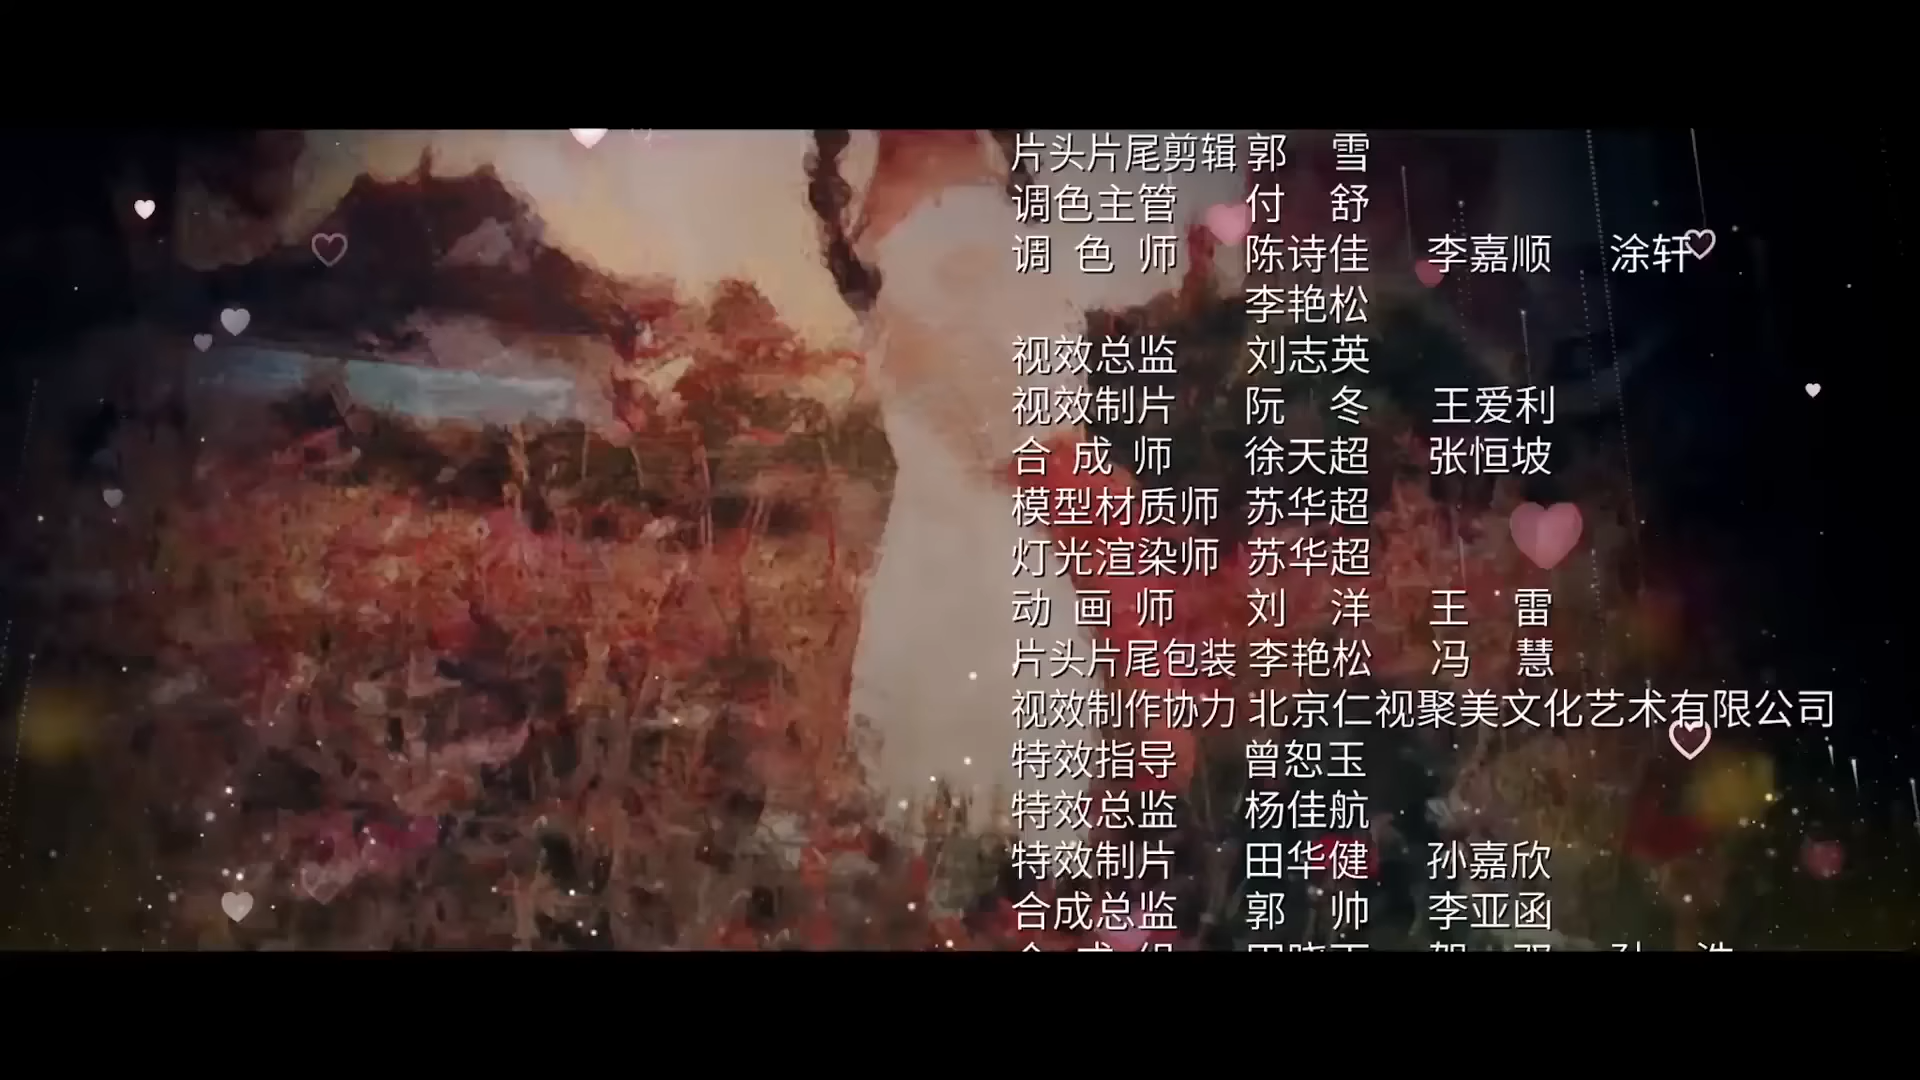 片头片尾剪辑 郭 雪
调色主管 付 舒
调色师 陈诗佳 李嘉顺 涂轩
李艳松
视效总监 刘志英
视效制片 阮 冬 王爱利
合成师 徐天超 张恒坡
模型材质师 苏华超
灯光渲染师 苏华超
动画师 刘 洋 王 雷
片头片尾包装 李艳松 冯 慧
视效制作协力 北京仁视聚美文化艺术有限公司
特效指导 曾恕玉
特效总监 杨佳航
特效制片 田华健 孙嘉欣
合成总监 郭 帅 李亚函